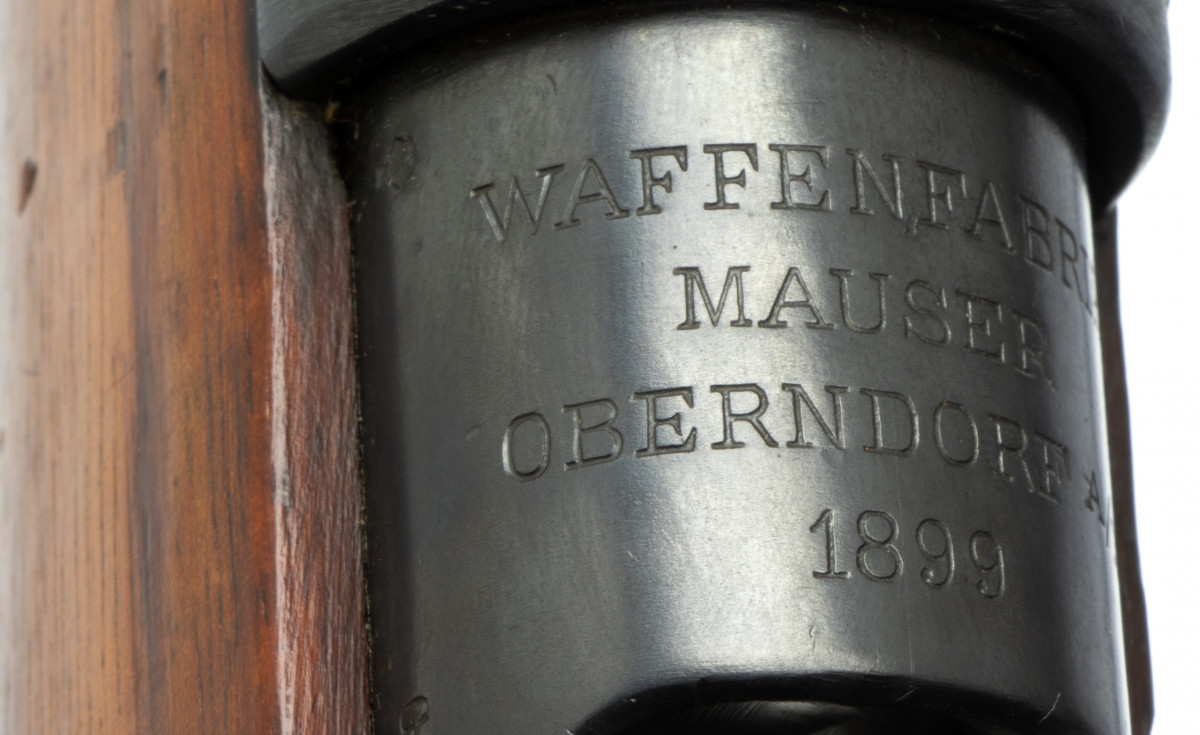 WAFFENFABRI
MAUSER
OBERNDORF A
1899